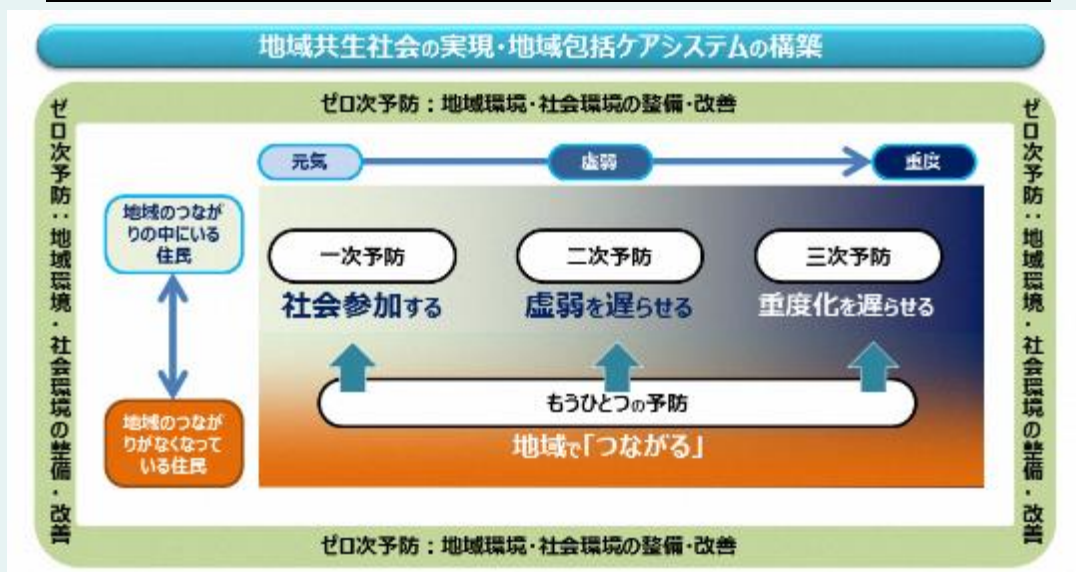 地域共生社会の実現・地域包括ケアシステムの構築
ゼロ次予防:地域環境・社会環境の整備・改善
ゼロ次予防:地域環境・社会環境の整備・改善
ゼロ次予防:地域環境・社会環境の整備・改善
元気
虚弱
重度
地域のつなが
りの中にいる
住民
一次予防
二次予防
三次予防
社会参加する
虚弱を遅らせる
重度化を遅らせる
もうひとつの予防
地域で「つながる」
地域のつなが
りがなくなって
いる住民
ゼロ次予防:地域環境・社会環境の整備・改善